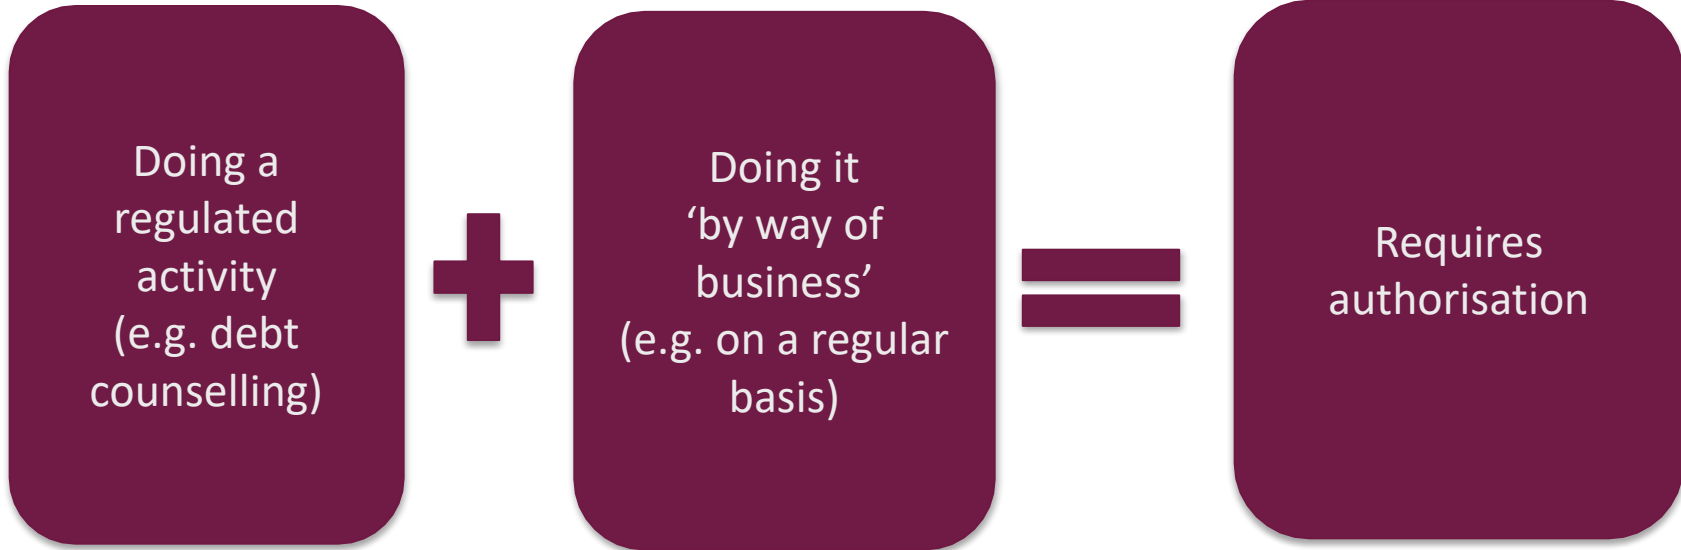 Doing a
regulated
activity
(e.g. debt
counselling)
Doing it
‘by way of
business’
(e.g. on a regular
basis)
Requires
authorisation